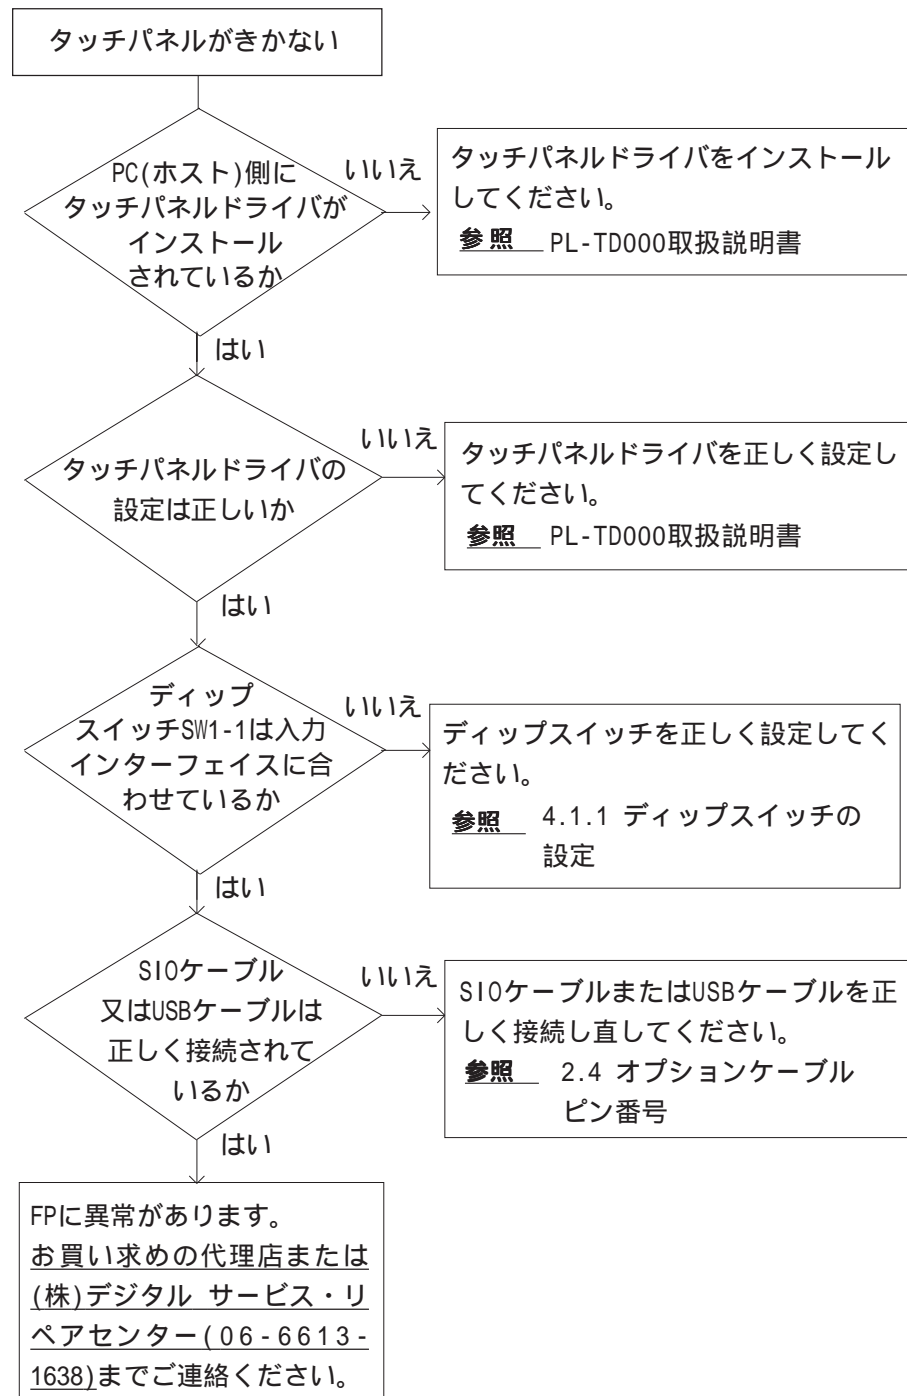 タッチパネルがきかない
PC(ホスト)側に
タッチパネルドライバが
インストール
されているか
いいえ
タッチパネルドライバをインストール
してください。
参照 PL-TD000取扱説明書
はい
タッチパネルドライバの
設定は正しいか
いいえ
タッチパネルドライバを正しく設定し
てください。
参照 PL-TD000取扱説明書
はい
ディップ
スイッチSW1-1は入力
インターフェイスに合
わせているか
いいえ
ディップスイッチを正しく設定してく
ださい。
参照 4.1.1 ディップスイッチの
設定
はい
SIOケーブル
又はUSBケーブルは
正しく接続されて
いるか
いいえ
SIOケーブルまたはUSBケーブルを正
しく接続し直してください。
参照 2.4 オプションケーブル
ピン番号
はい
FPに異常があります。
お買い求めの代理店または
(株)デジタル サービス・リ
ペアセンター(06-6613-
1638)までご連絡ください。